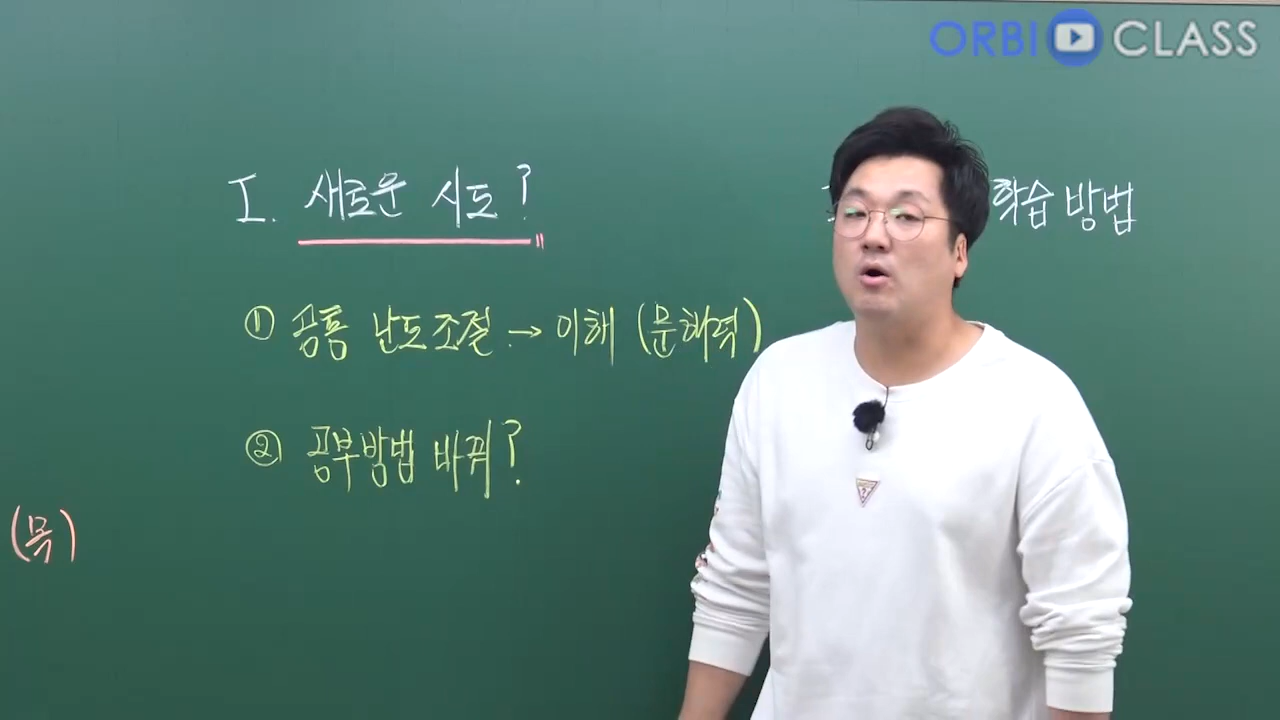 ORBI CLASS
I. 새로운 시도?
학습 방법
① 공통 난도조절 → 이해 (문해력)
② 공부방법 바꿔?
(목)